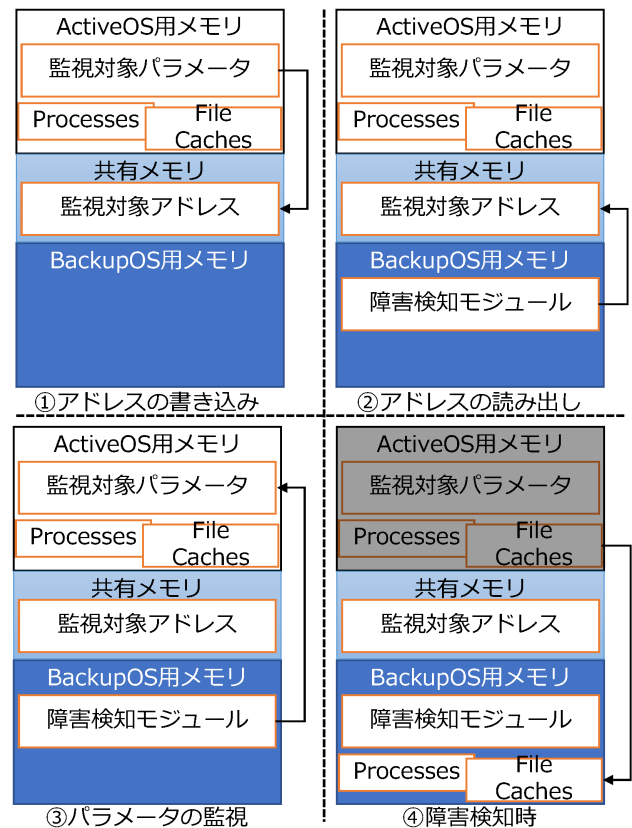 ActiveOS用メモリ
監視対象パラメータ
Processes
File
Caches
共有メモリ
監視対象アドレス
BackupOS用メモリ
①アドレスの書き込み
ActiveOS用メモリ
監視対象パラメータ
Processes
File
Caches
共有メモリ
監視対象アドレス
BackupOS用メモリ
障害検知モジュール
②アドレスの読み出し
ActiveOS用メモリ
監視対象パラメータ
Processes
File
Caches
共有メモリ
監視対象アドレス
BackupOS用メモリ
障害検知モジュール
③パラメータの監視
ActiveOS用メモリ
監視対象パラメータ
Processes
File
Caches
共有メモリ
監視対象アドレス
BackupOS用メモリ
障害検知モジュール
Processes
File
Caches
④障害検知時